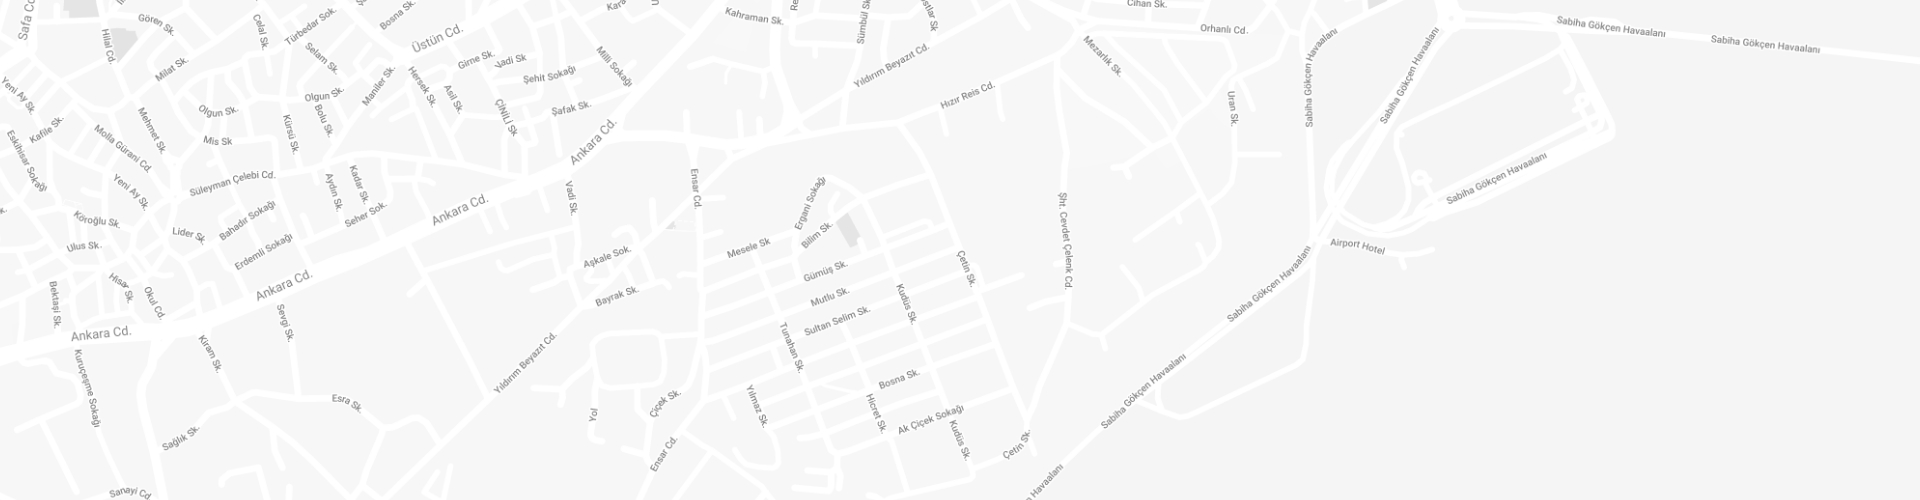 Safa Cd.
Gören Sk.
Hilal Cd.
Milat Sk.
Celal Sk.
Türbedar Sok.
Bosna Sk.
Selam Sk.
Üstün Cd.
Girne Sk.
Vadi Sk
Şehit Sokağı
Milli Sokağı
Kahraman Sk.
Sümbül Sk
Yıldırım Beyazıt Cd.
Cihan Sk.
Orhanlı Cd.
Mezarlık Sk.
Hızır Reis Cd.
Uran Sk.
Sabiha Gökçen Havaalanı
Sabiha Gökçen Havaalanı
Sabiha Gökçen Havaalanı
Sabiha Gökçen Havaalanı
Sabiha Gökçen Havaalanı
Yeni Ay Sk.
Kafile Sk.
Eskihisar Sokağı
Molla Gürani Cd.
Mehmet Sk.
Olgun Sk.
Mis Sk
Kürsü Sk.
Olgun Sk.
Bolu Sk.
Maniler Sk.
Hersek Sk.
Asil Sk.
ÇİNİLİ Sk.
Şafak Sk.
Ankara Cd.
Yeni Ay Sk.
Süleyman Çelebi Cd.
Aydın Sk.
Kadar Sk.
Seher Sok.
Ankara Cd.
Vadi Sk.
Ensar Cd.
Köroğlu Sk.
Ulus Sk.
Lider Sk.
Bahadır Sokağı
Erdemli Sokağı
Hisar Sk.
Okul Cd.
Bektaşi Sk.
Ankara Cd.
Ankara Cd.
Sevgi Sk.
Kiram Sk.
Kuruçeşme Sokağı
Esra Sk.
Sağlık Sk.
Sanayi Cd
Aşkale Sok.
Bayrak Sk.
Yıldırım Beyazıt Cd.
Yol
Çiçek Sk.
Ensar Cd.
Mesele Sk
Ergani Sokağı
Bilim Sk.
Gümüş Sk.
Mutlu Sk.
Sultan Selim Sk.
Kudüs Sk.
Tunahan Sk.
Yılmaz Sk.
Bosna Sk.
Hicret Sk.
Ak Çiçek Sokağı
Kudüs Sk.
Çetin Sk.
Çetin Sk.
Şht. Cevdet Çelenk Cd.
Airport Hotel
Sabiha Gökçen Havaalanı
Sabiha Gökçen Havaalanı
Havaalanı